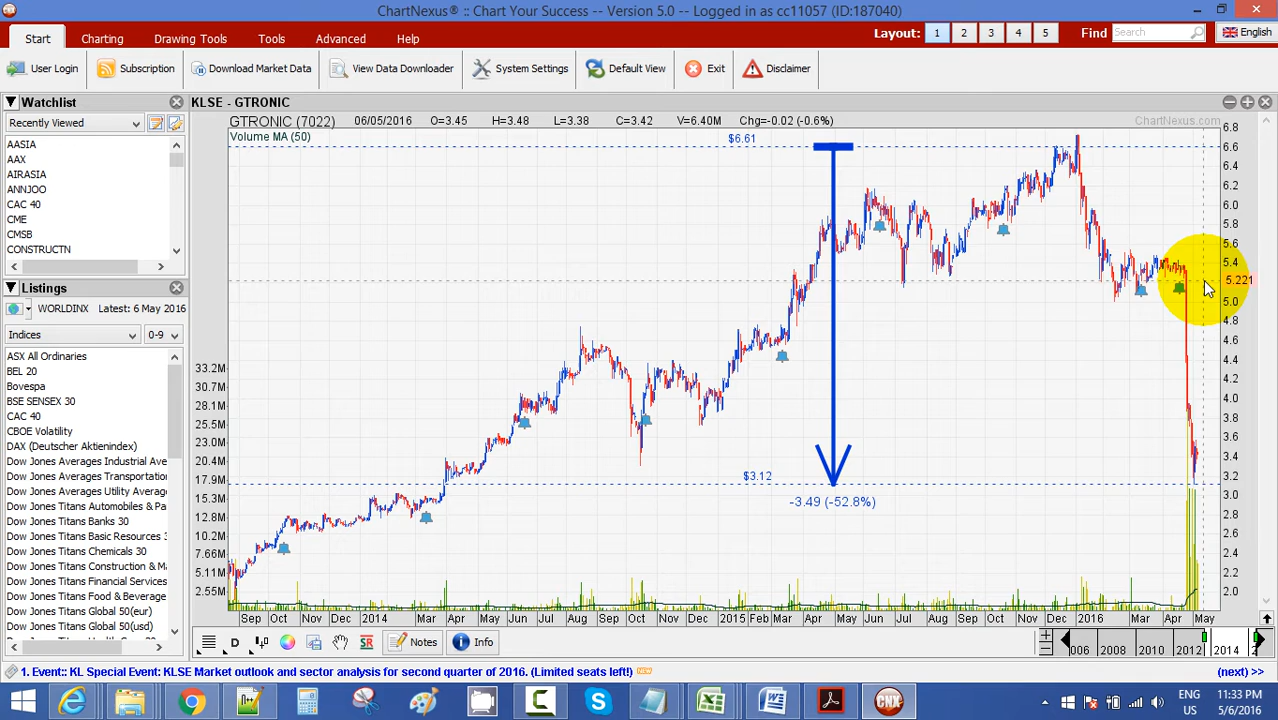 ChartNexus® :: Chart Your Success -- Version 5.0 -- Logged in as cc11057 (ID:187040)
Start Charting Drawing Tools Tools Advanced Help Layout: 1 2 3 4 5 Find Search English
User Login Subscription Download Market Data View Data Downloader System Settings Default View Exit Disclaimer
Watchlist
Recently Viewed
AASIA
AAX
AIRASIA
ANNJOO
CAC 40
CME
CMSB
CONSTRUCTN
Listings
WORLDINX Latest: 6 May 2016
Indices 0-9
ASX All Ordinaries
BEL 20
Bovespa
BSE SENSEX 30
CAC 40
CBOE Volatility
DAX (Deutscher Aktienindex)
Dow Jones Averages Industrial Ave
Dow Jones Averages Transportation
Dow Jones Averages Utility Averag
Dow Jones Titans Automobiles & Pa
Dow Jones Titans Banks 30
Dow Jones Titans Basic Resources 3
Dow Jones Titans Chemicals 30
Dow Jones Titans Construction & Ma
Dow Jones Titans Financial Services
Dow Jones Titans Food & Beverage
Dow Jones Titans Global 50(eur)
Dow Jones Titans Global 50(usd)
KLSE - GTRONIC
GTRONIC (7022) 06/05/2016 O=3.45 H=3.48 L=3.38 C=3.42 V=6.40M Chg=-0.02 (-0.6%) ChartNexus.com
Volume MA (50)
$6.61
$3.12
-3.49 (-52.8%)
6.8
6.6
6.4
6.2
6.0
5.8
5.6
5.4
5.221
5.0
4.8
4.6
4.4
4.2
4.0
3.8
3.6
3.4
3.2
3.0
2.8
2.6
2.4
2.2
2.0
33.2M
30.7M
28.1M
25.5M
23.0M
20.4M
17.9M
15.3M
12.8M
10.2M
7.66M
5.11M
2.55M
Sep Oct Nov 2014 Mar Apr May Jun Jul Aug Sep Oct Nov 2015 Feb Mar Apr May Jun Jul Aug Sep Oct Nov 2016 Mar Apr May
D SR Notes Info 006 2008 2010 2012 2014 2
1. Event:: KL Special Event: KLSE Market outlook and sector analysis for second quarter of 2016. (Limited seats left!) NEW (next) >>
CNX
ENG 11:33 PM
US 5/6/2016